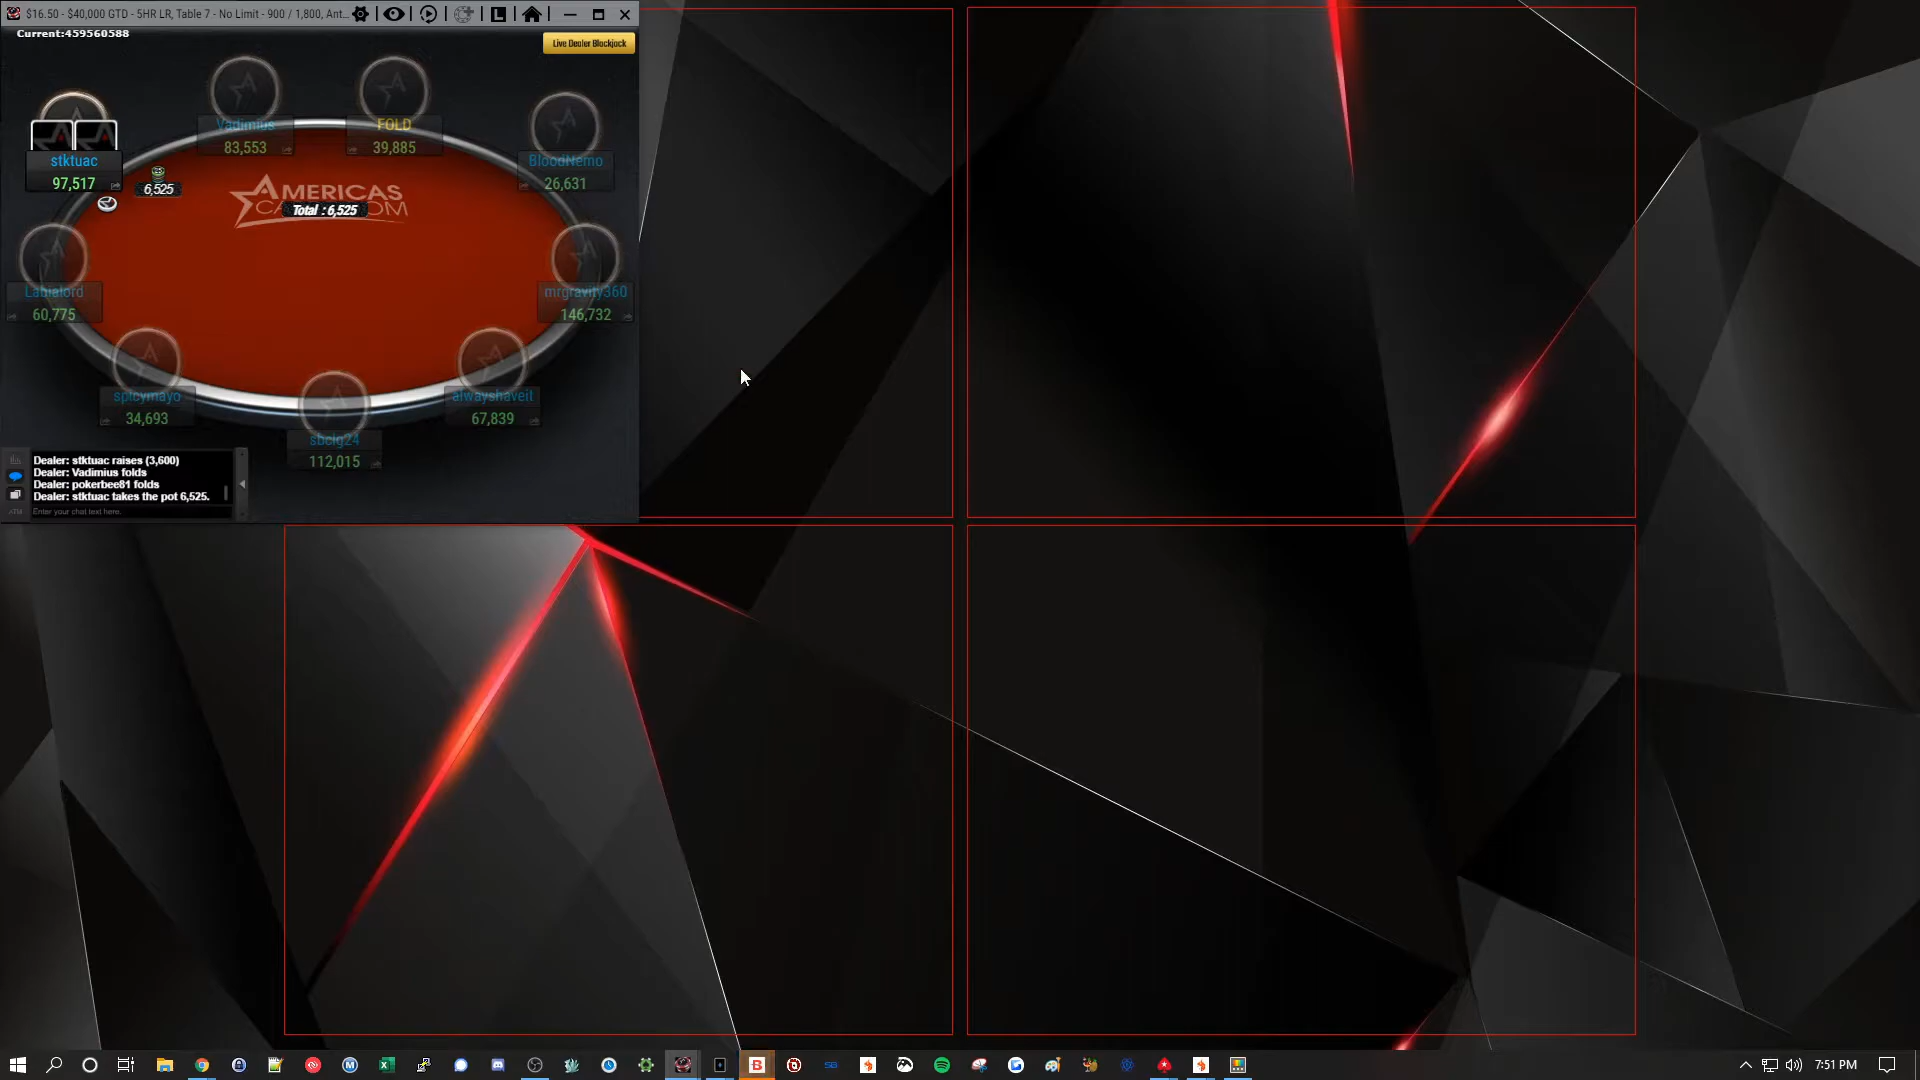 $16.50 - $40,000 GTD - 5HR LR, Table 7 - No Limit - 900 / 1,800, Ant...
Current:459560588
Live Dealer Blackjack
Vadimius
83,553
FOLD
39,885
stktuac
97,517
BloodNemo
26,631
6,525
AMERICAS
Total : 6,525
Labialord
60,775
mrgravity360
146,732
spicymayo
34,693
alwayshaveit
67,839
sbclg24
112,015
Dealer: stktuac raises (3,600)
Dealer: Vadimius folds
Dealer: pokerbee81 folds
Dealer: stktuac takes the pot 6,525.
Enter your chat text here.
7:51 PM